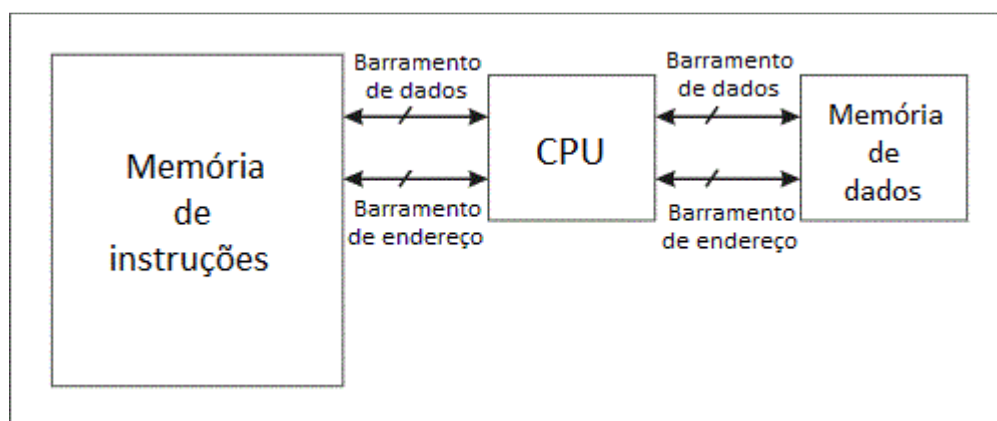 Memória
de
instruções
Barramento
de dados
Barramento
de endereço
CPU
Barramento
de dados
Barramento
de endereço
Memória
de
dados